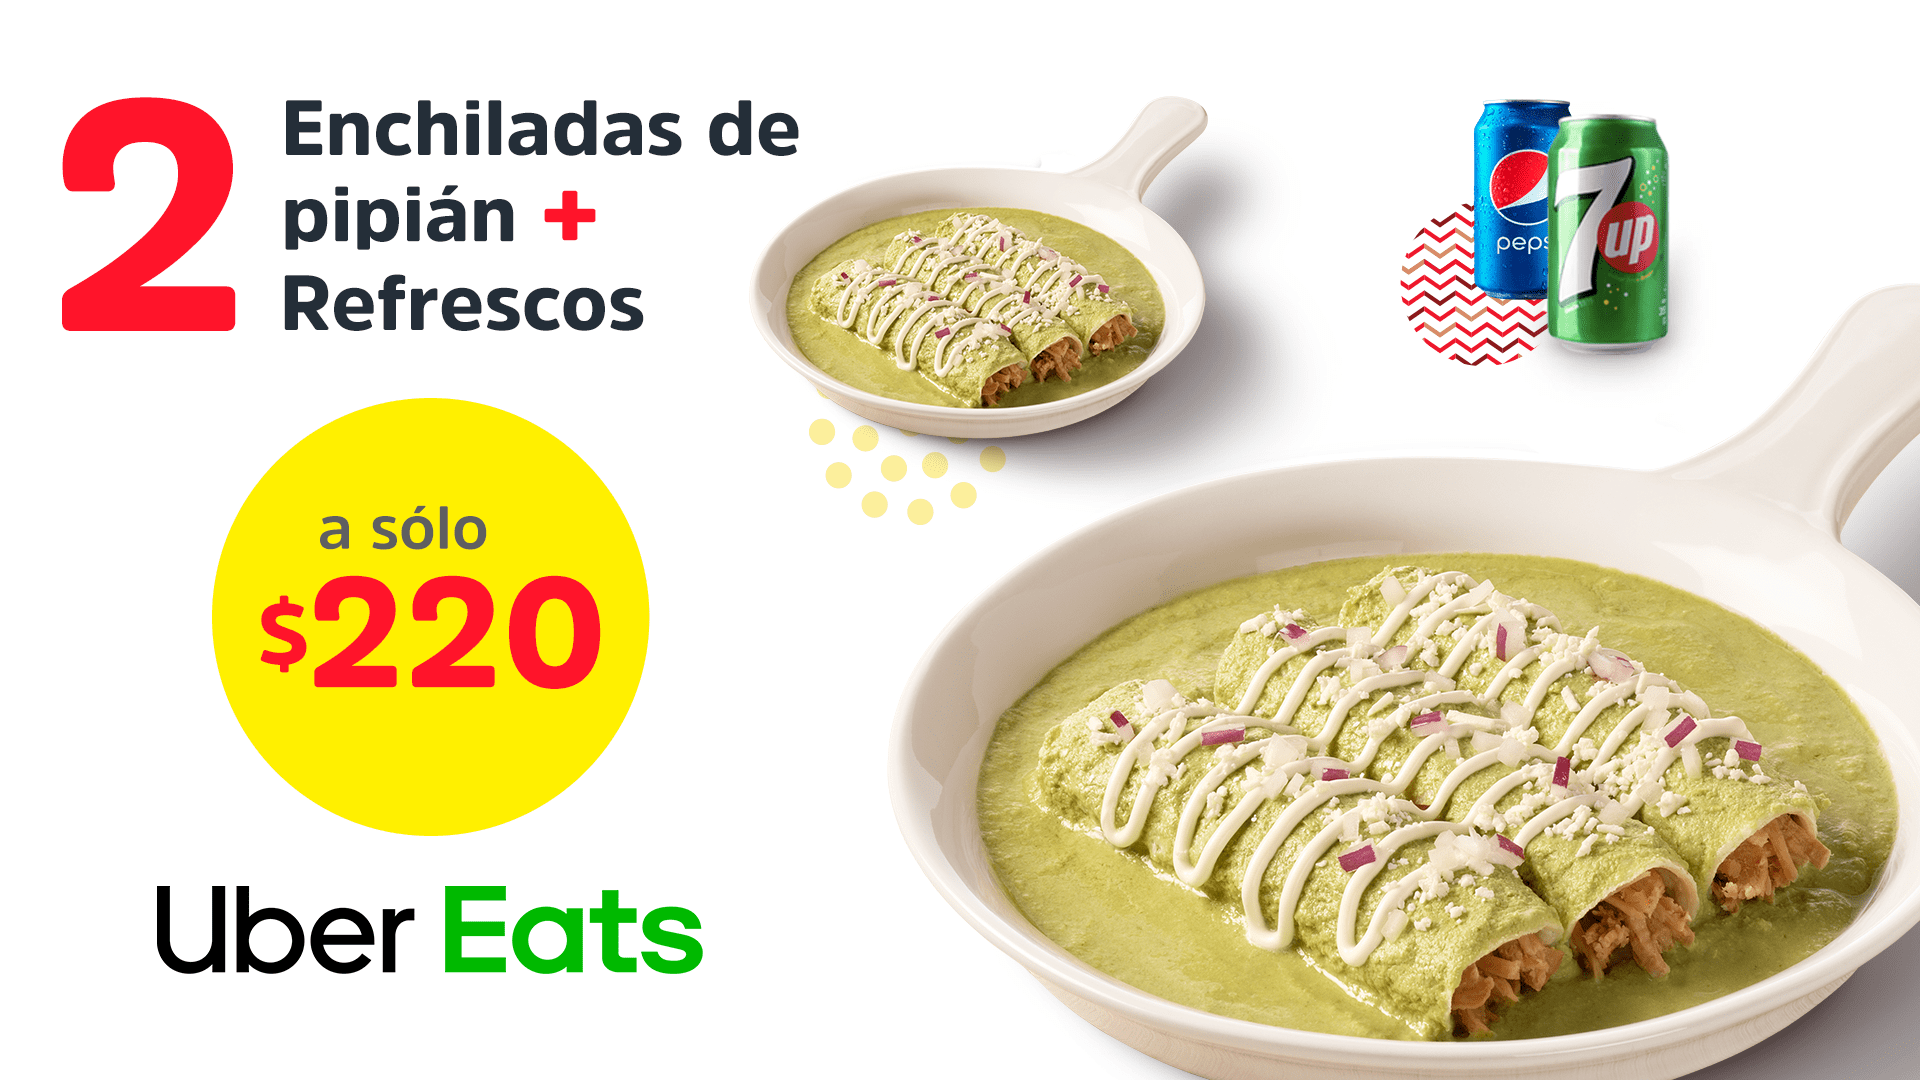 2
Enchiladas de
pipián +
Refrescos
a sólo
$220
Uber Eats
peps
7up